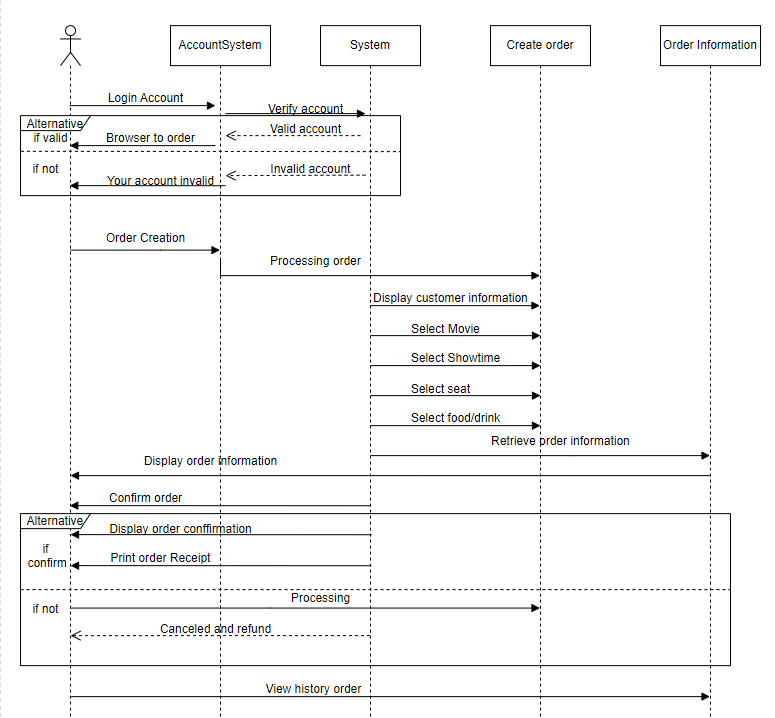 AccountSystem
System
Create order
Order Information
Login Account
Verify account
Alternative
Valid account
if valid
Browser to order
if not
Invalid account
Your account invalid
Order Creation
Processing order
Display customer information
Select Movie
Select Showtime
Select seat
Select food/drink
Retrieve order information
Display order information
Confirm order
Alternative
Display order conffirmation
if
confirm
Print order Receipt
Processing
if not
Canceled and refund
View history order